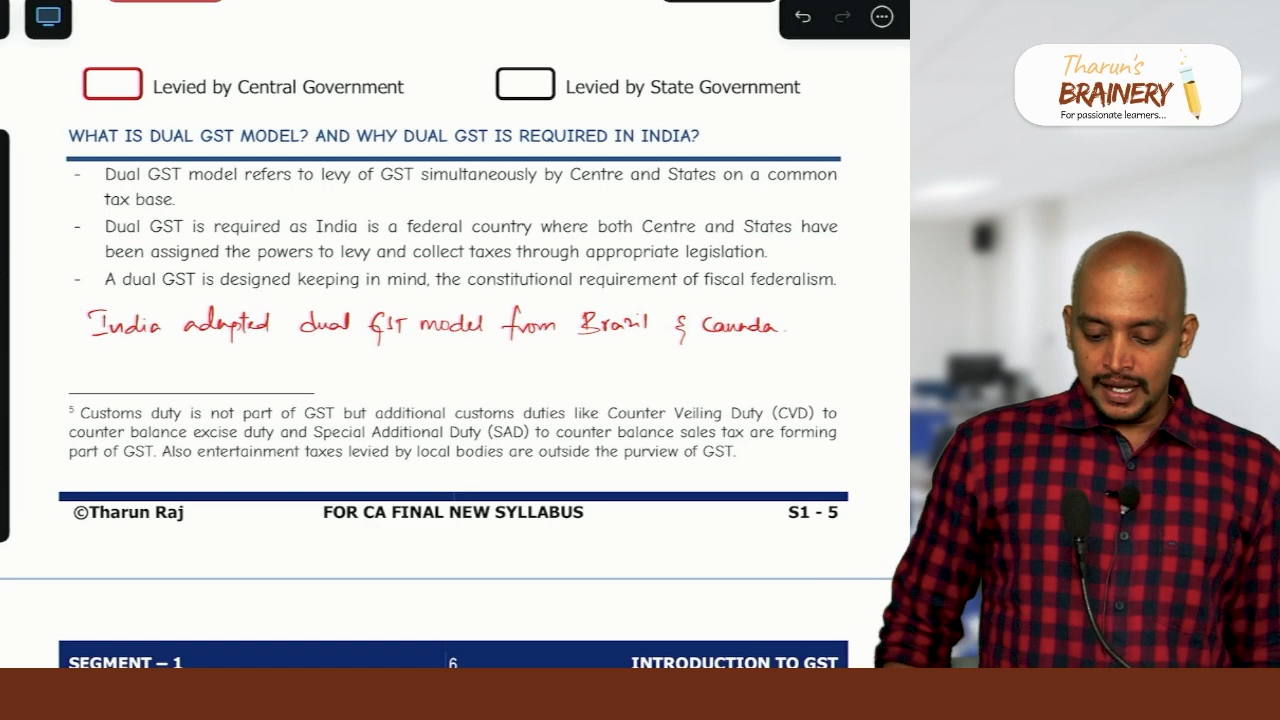 Levied by Central Government
Levied by State Government
Tharun's
BRAINERY
For passionate learners...
WHAT IS DUAL GST MODEL? AND WHY DUAL GST IS REQUIRED IN INDIA?
- Dual GST model refers to levy of GST simultaneously by Centre and States on a common
tax base.
- Dual GST is required as India is a federal country where both Centre and States have
been assigned the powers to levy and collect taxes through appropriate legislation.
- A dual GST is designed keeping in mind, the constitutional requirement of fiscal federalism.
India adapted dual GST model from Brazil & Canada.
5 Customs duty is not part of GST but additional customs duties like Counter Veiling Duty (CVD) to
counter balance excise duty and Special Additional Duty (SAD) to counter balance sales tax are forming
part of GST. Also entertainment taxes levied by local bodies are outside the purview of GST.
©Tharun Raj FOR CA FINAL NEW SYLLABUS S1 - 5
SEGMENT – 1 6 INTRODUCTION TO GST